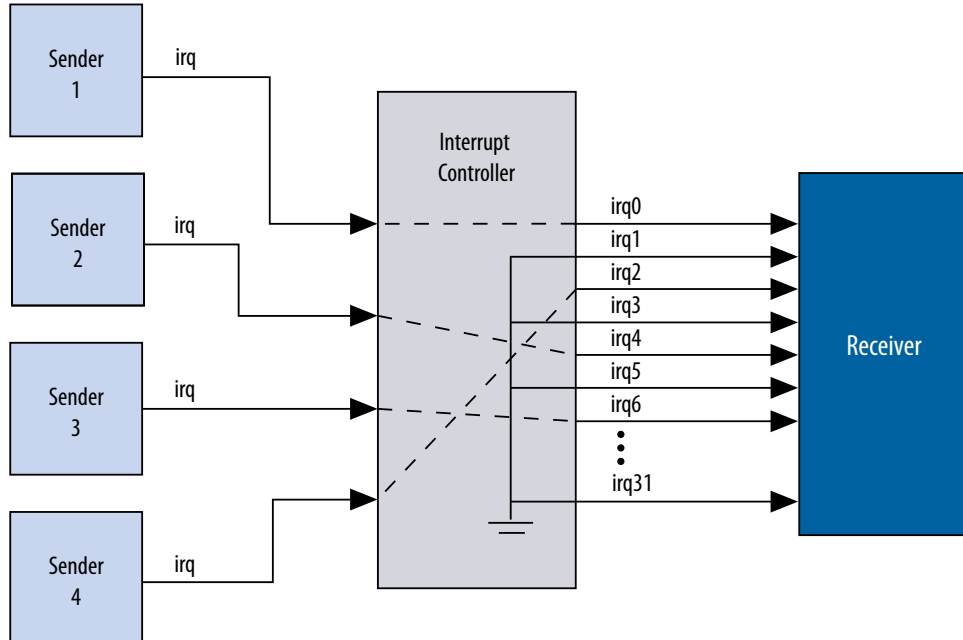 Sender
1
irq
Sender
2
irq
Sender
3
irq
Sender
4
irq
Interrupt
Controller
irq0
irq1
irq2
irq3
irq4
irq5
irq6
irq31
Receiver